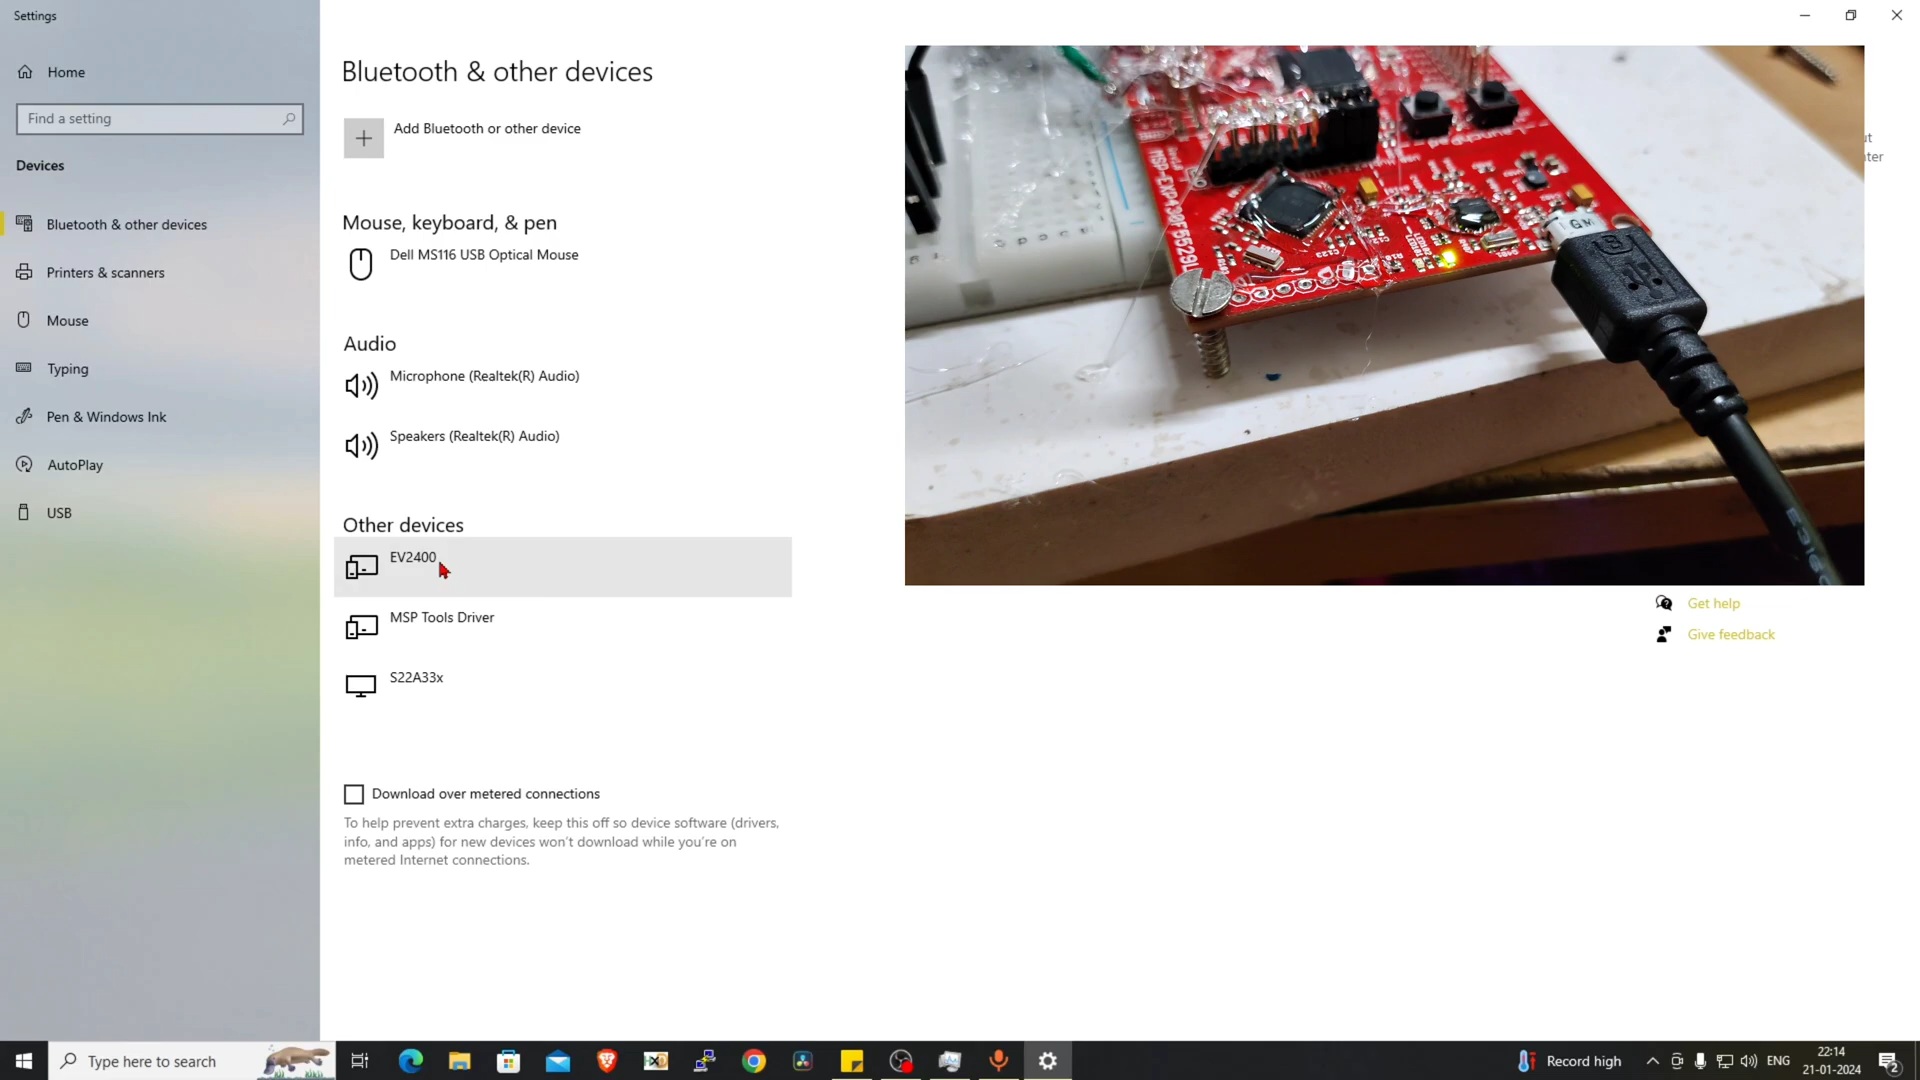 Settings
Home
Find a setting
Devices
Bluetooth & other devices
Printers & scanners
Mouse
Typing
Pen & Windows Ink
AutoPlay
USB
Bluetooth & other devices
Add Bluetooth or other device
Mouse, keyboard, & pen
Dell MS116 USB Optical Mouse
Audio
Microphone (Realtek(R) Audio)
Speakers (Realtek(R) Audio)
Other devices
EV2400
MSP Tools Driver
S22A33x
Download over metered connections
To help prevent extra charges, keep this off so device software (drivers,
info, and apps) for new devices won't download while you're on
metered Internet connections.
Get help
Give feedback
Type here to search
Record high
ENG
22:14
21-01-2024
2